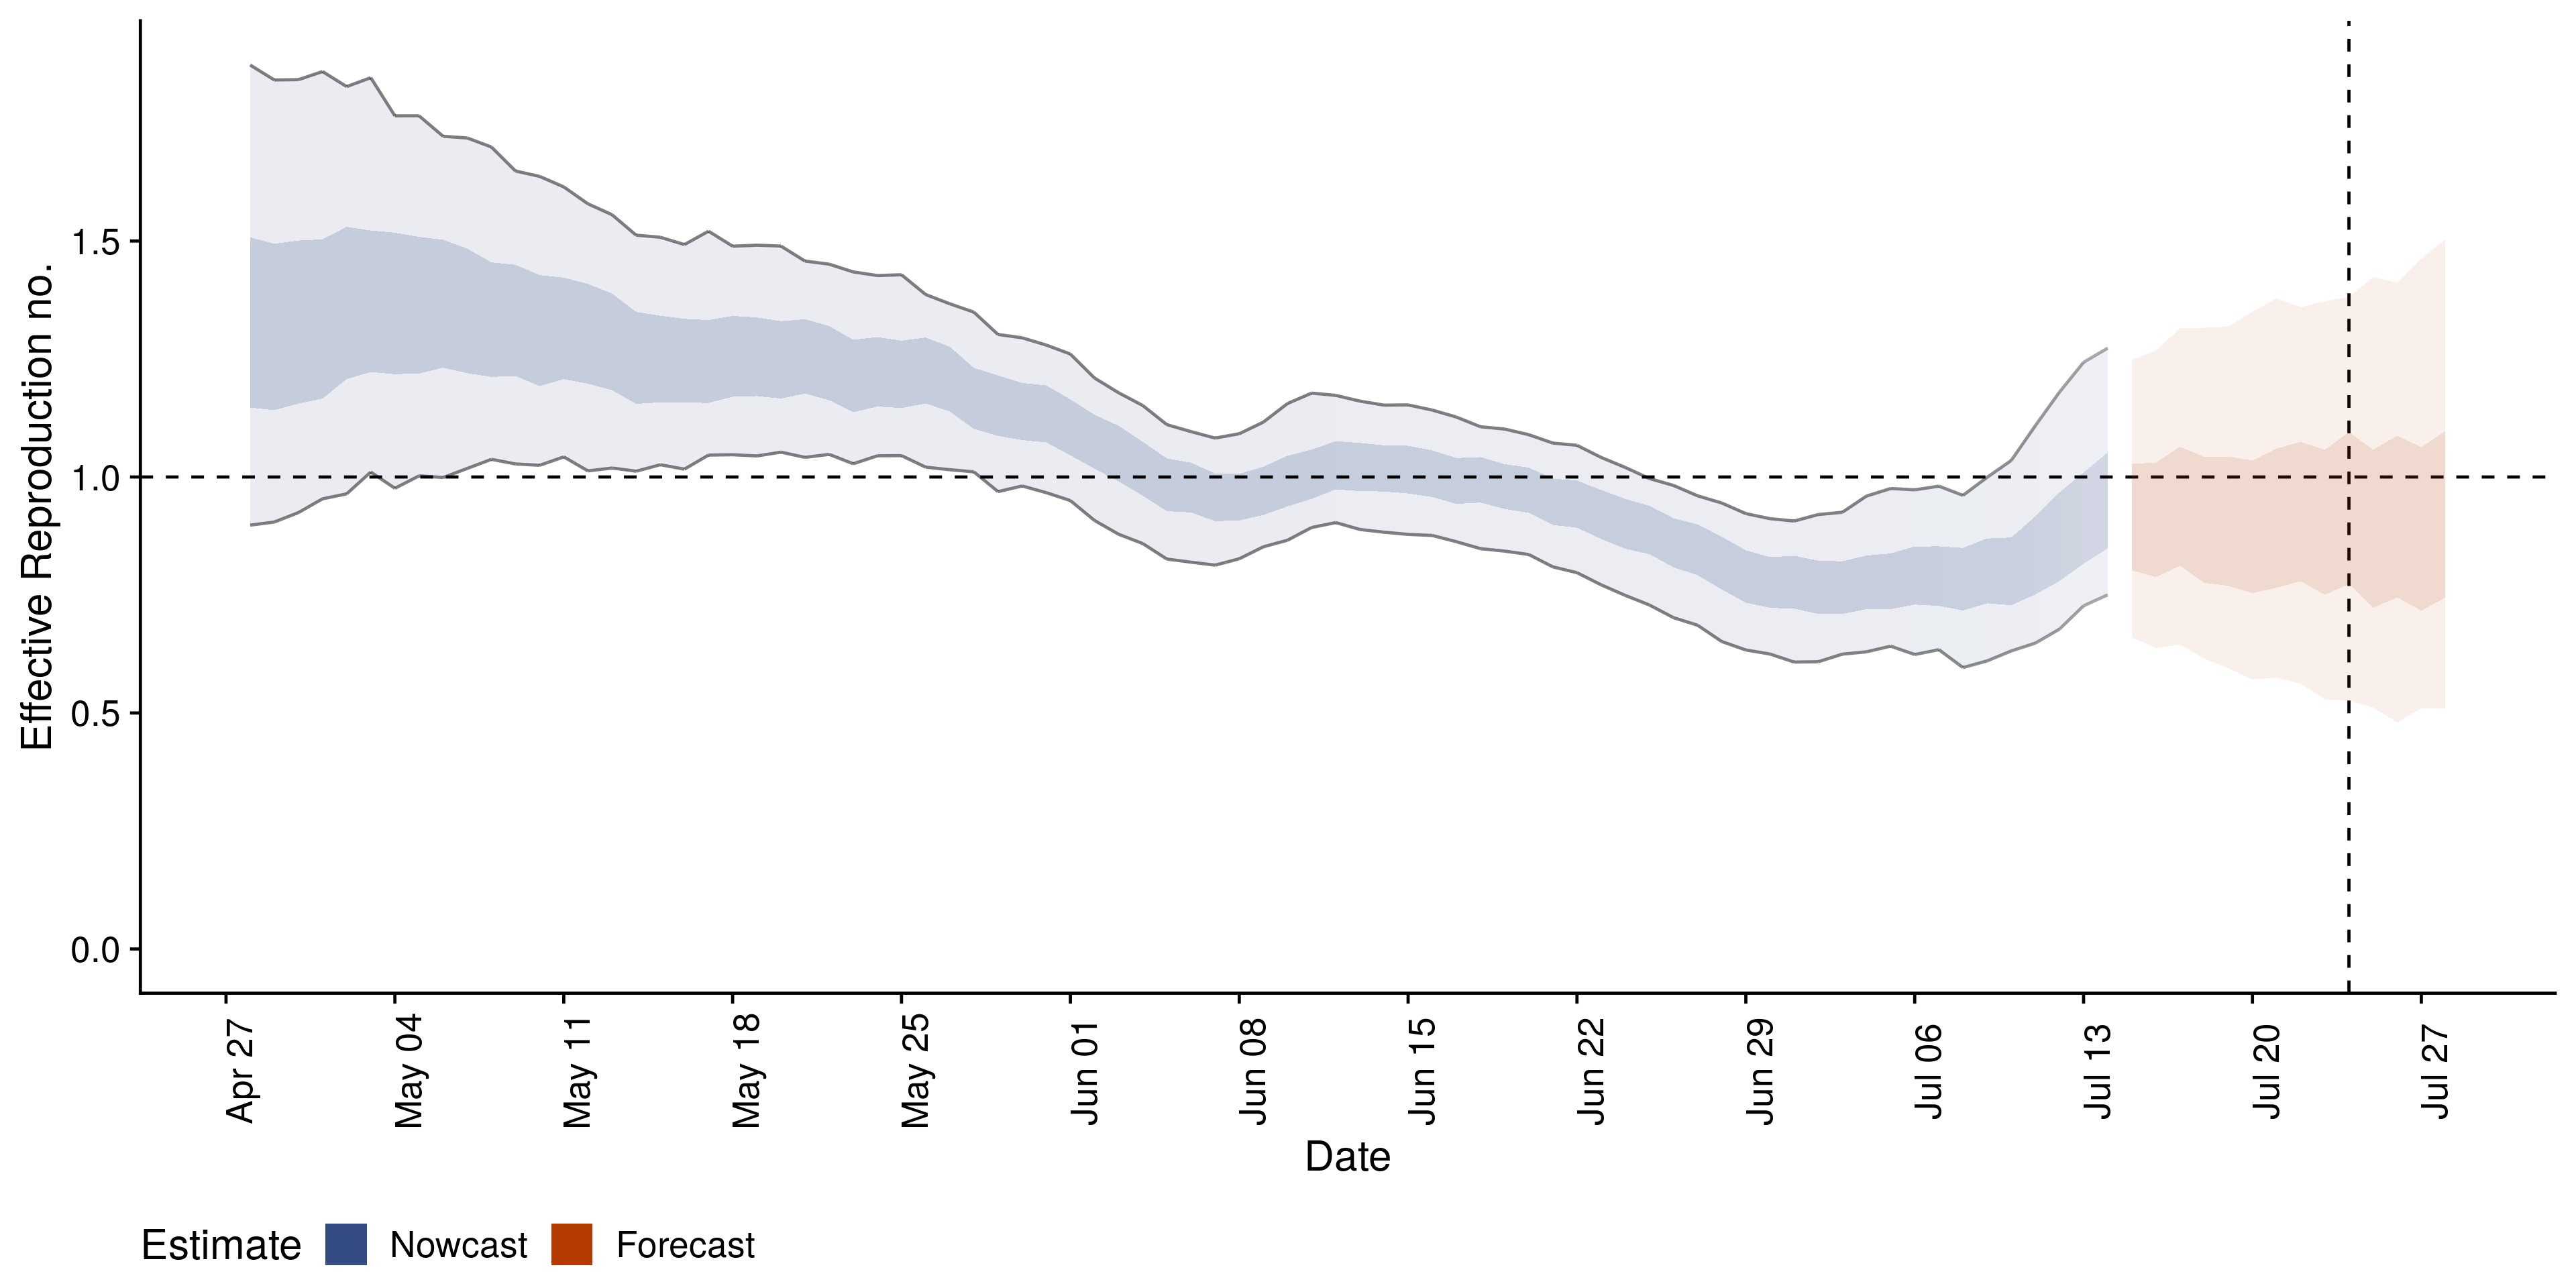 Effective Reproduction no.
1.5
1.0
0.5
0.0
Apr 27
May 04
May 11
May 18
May 25
Jun 01
Jun 08
Jun 15
Jun 22
Jun 29
Jul 06
Jul 13
Jul 20
Jul 27
Date
Estimate Nowcast Forecast